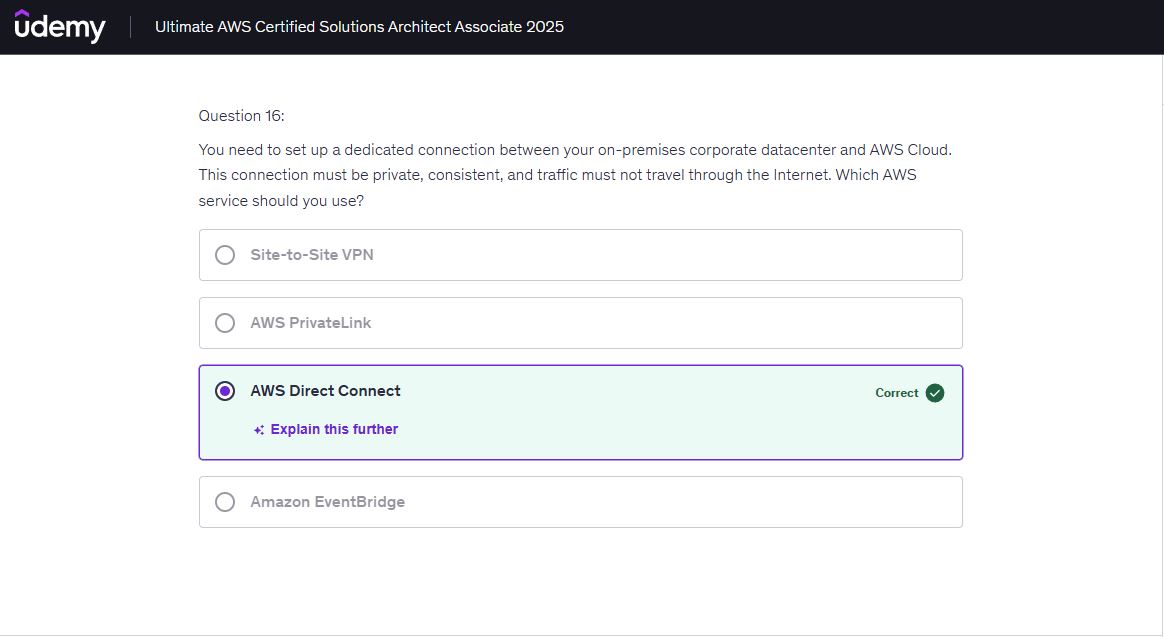 udemy
Ultimate AWS Certified Solutions Architect Associate 2025
Question 16:
You need to set up a dedicated connection between your on-premises corporate datacenter and AWS Cloud.
This connection must be private, consistent, and traffic must not travel through the Internet. Which AWS
service should you use?
Site-to-Site VPN
AWS PrivateLink
AWS Direct Connect
Correct
Explain this further
Amazon EventBridge